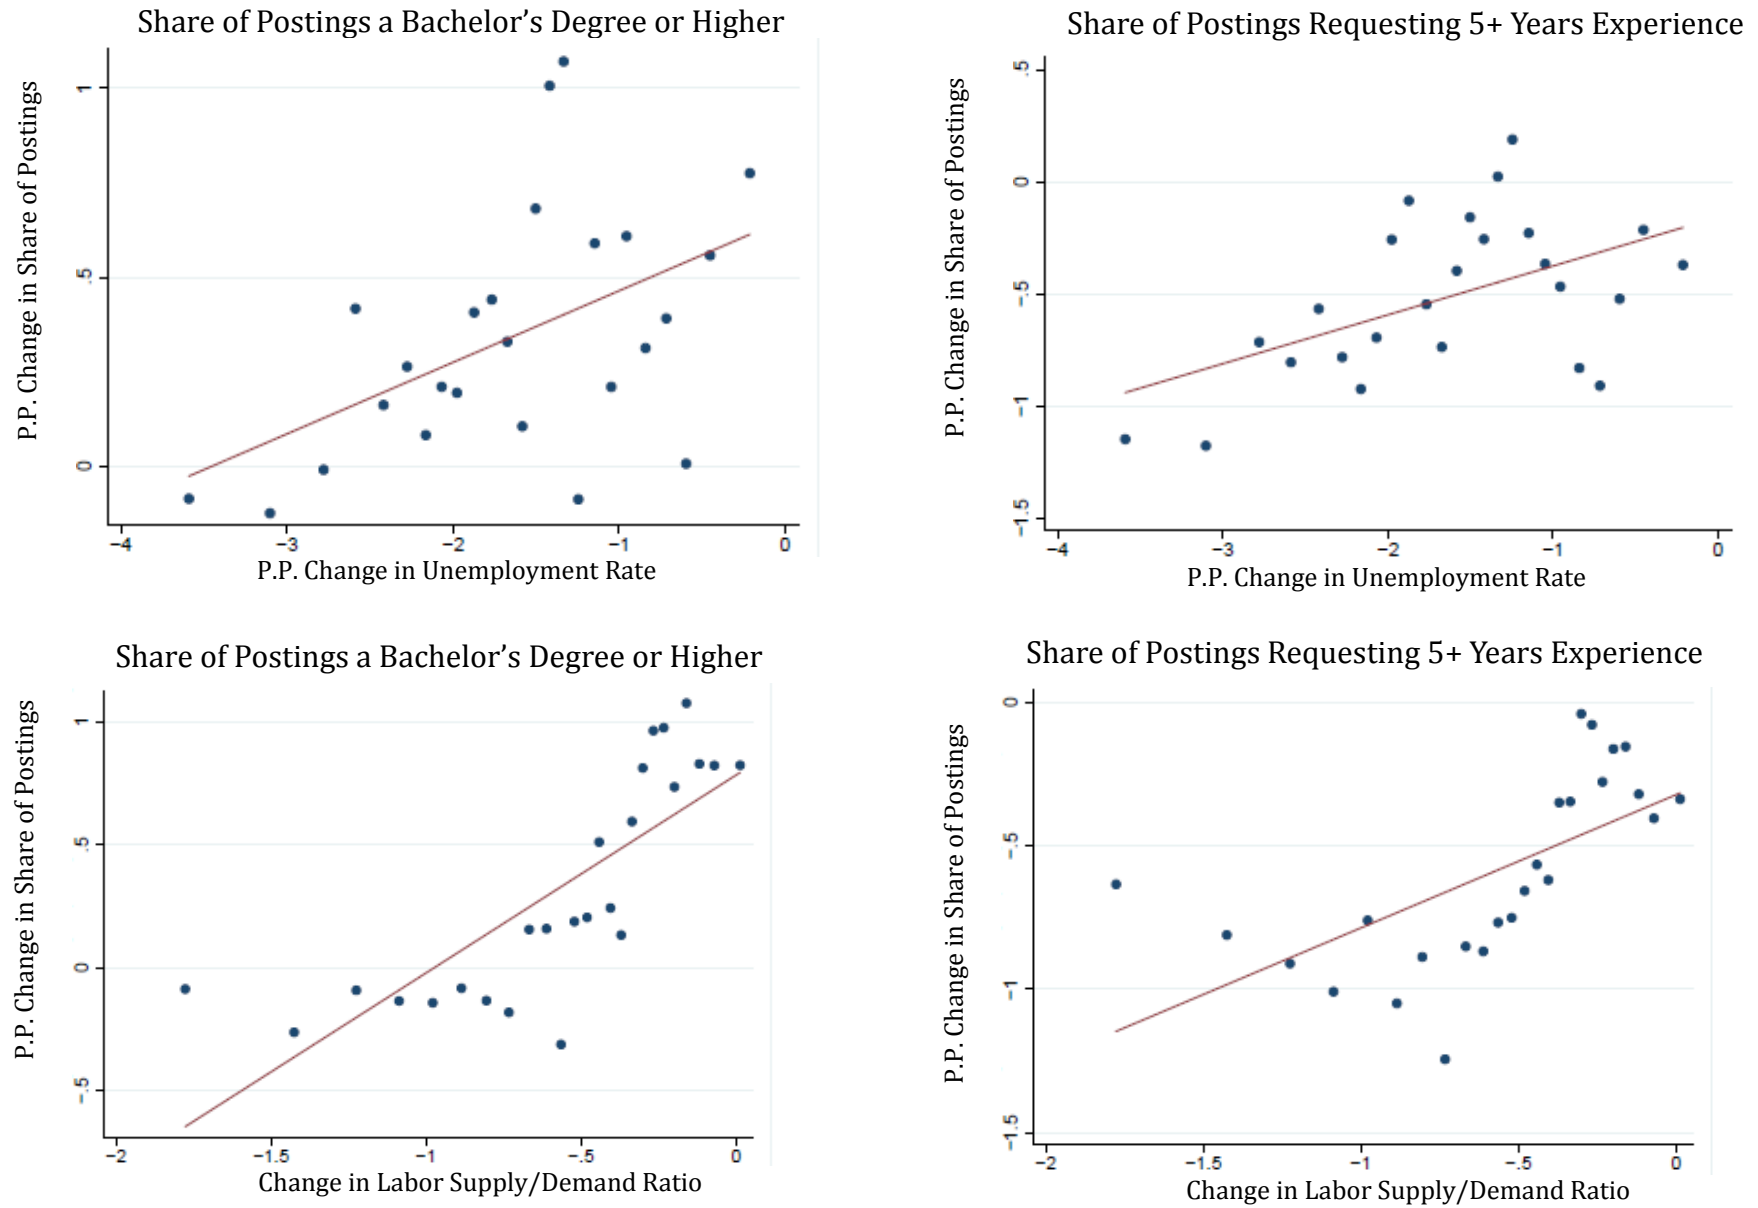 Share of Postings a Bachelor's Degree or Higher
P.P. Change in Share of Postings
1
.5
0
−4 −3 −2 −1 0
P.P. Change in Unemployment Rate
Share of Postings Requesting 5+ Years Experience
P.P. Change in Share of Postings
.5
0
−.5
−1
−1.5
−4 −3 −2 −1 0
P.P. Change in Unemployment Rate
Share of Postings a Bachelor's Degree or Higher
P.P. Change in Share of Postings
1
.5
0
−.5
−2 −1.5 −1 −.5 0
Change in Labor Supply/Demand Ratio
Share of Postings Requesting 5+ Years Experience
P.P. Change in Share of Postings
0
−.5
−1
−1.5
−2 −1.5 −1 −.5 0
Change in Labor Supply/Demand Ratio